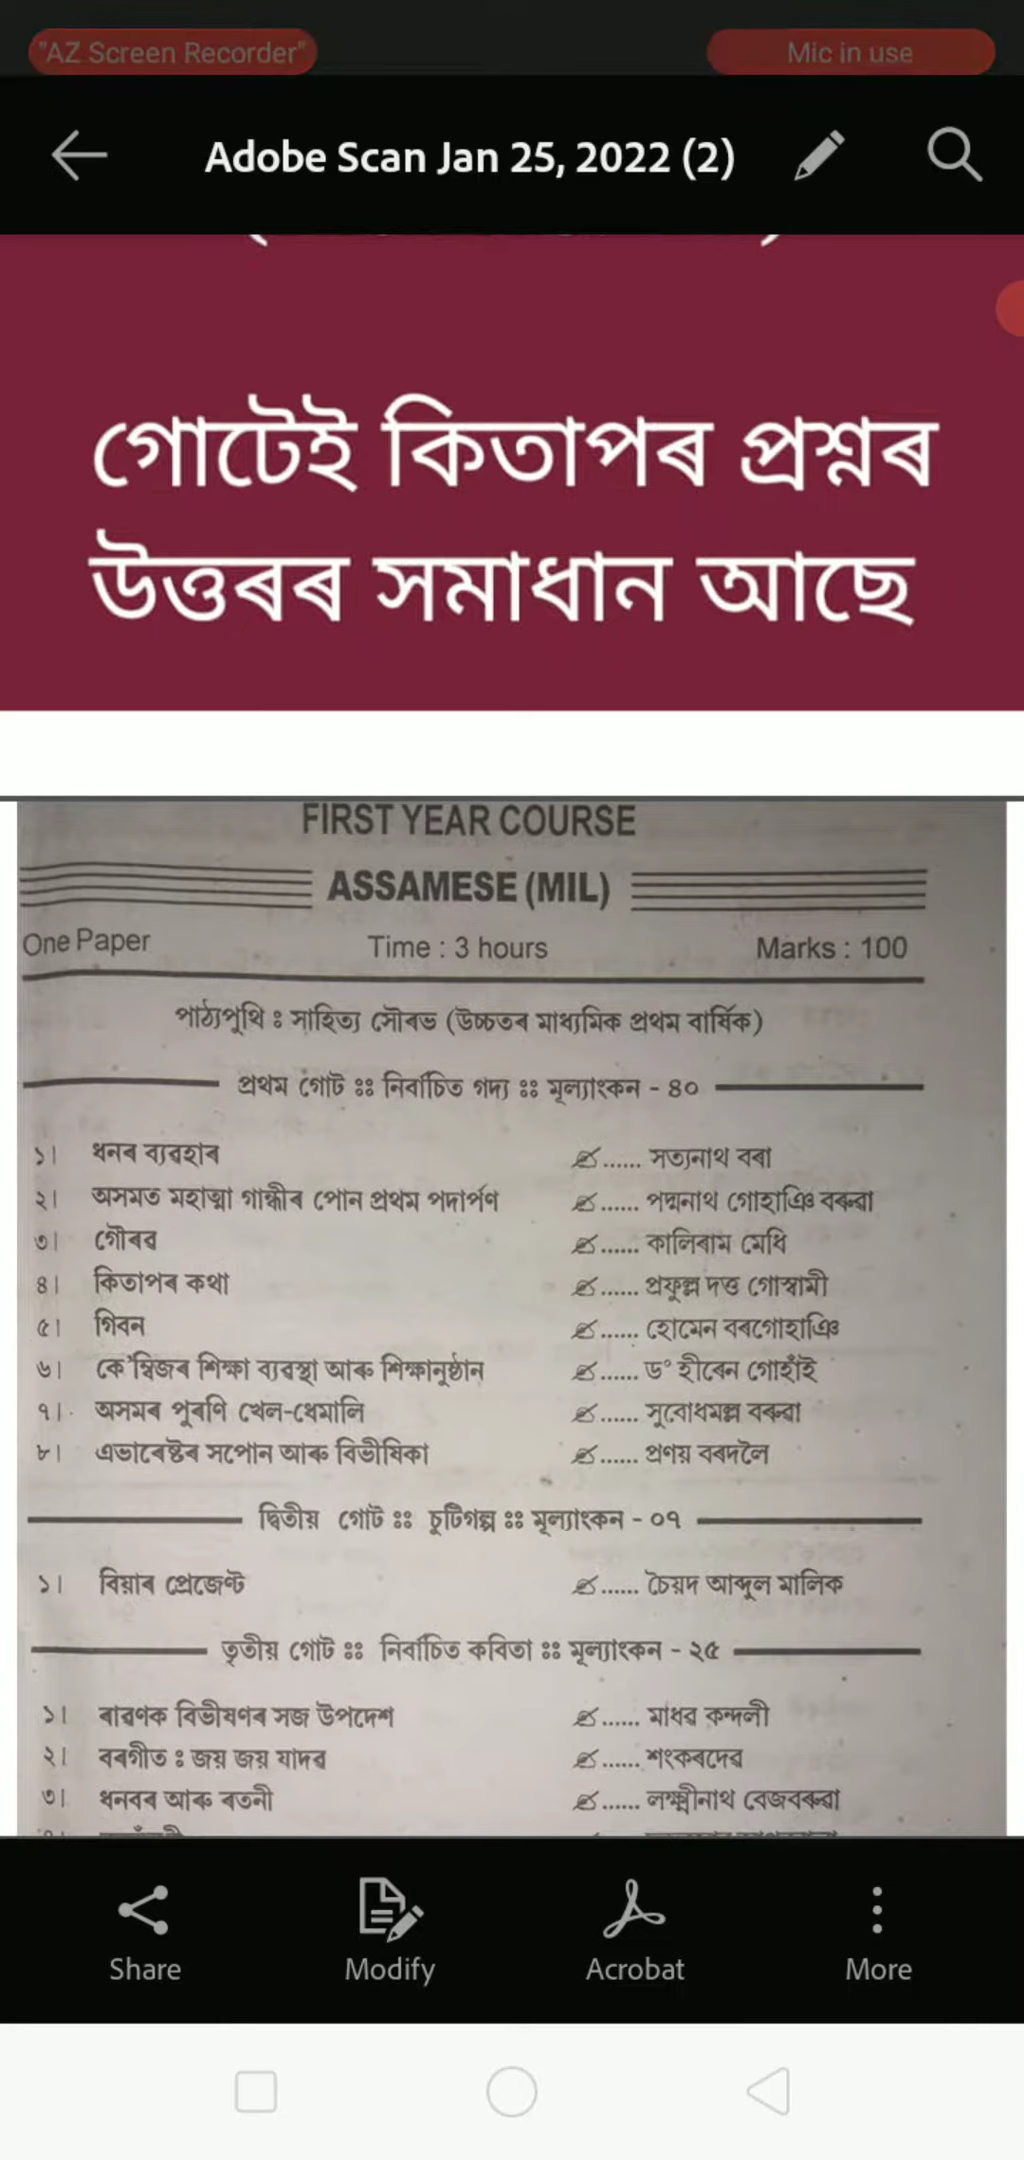 "AZ Screen Recorder" Mic in use
Adobe Scan Jan 25, 2022 (2)
গোটেই কিতাপৰ প্ৰশ্নৰ
উত্তৰৰ সমাধান আছে
FIRST YEAR COURSE
ASSAMESE (MIL)
One Paper Time : 3 hours Marks : 100
পাঠ্যপুথি ঃ সাহিত্য সৌৰভ (উচ্চতৰ মাধ্যমিক প্ৰথম বাৰ্ষিক)
প্ৰথম গোট ঃঃ নিৰ্বাচিত গদ্য ঃঃ মূল্যাংকন - ৪০
১। ধনৰ ব্যৱহাৰ ...... সত্যনাথ বৰা
২। অসমত মহাত্মা গান্ধীৰ পোন প্ৰথম পদাৰ্পণ ...... পদ্মনাথ গোহাঞি বৰুৱা
৩। গৌৰৱ ...... কালিৰাম মেধি
৪। কিতাপৰ কথা ...... প্ৰফুল্ল দত্ত গোস্বামী
৫। গিবন ...... হোমেন বৰগোহাঞি
৬। কে'ম্ব্ৰিজৰ শিক্ষা ব্যৱস্থা আৰু শিক্ষানুষ্ঠান ...... ড° হীৰেন গোহাঁই
৭। অসমৰ পুৰণি খেল-ধেমালি ...... সুবোধমল্ল বৰুৱা
৮। এভাৰেষ্টৰ সপোন আৰু বিভীষিকা ...... প্ৰণয় বৰদলৈ
দ্বিতীয় গোট ঃঃ চুটিগল্প ঃঃ মূল্যাংকন - ০৭
১। বিয়াৰ প্ৰেজেণ্ট ...... চৈয়দ আব্দুল মালিক
তৃতীয় গোট ঃঃ নিৰ্বাচিত কবিতা ঃঃ মূল্যাংকন - ২৫
১। ৰাৱণক বিভীষণৰ সজ উপদেশ ...... মাধৱ কন্দলী
২। বৰগীত ঃ জয় জয় যাদৱ ...... শংকৰদেৱ
৩। ধনবৰ আৰু ৰতনী ...... লক্ষ্মীনাথ বেজবৰুৱা
Share Modify Acrobat More